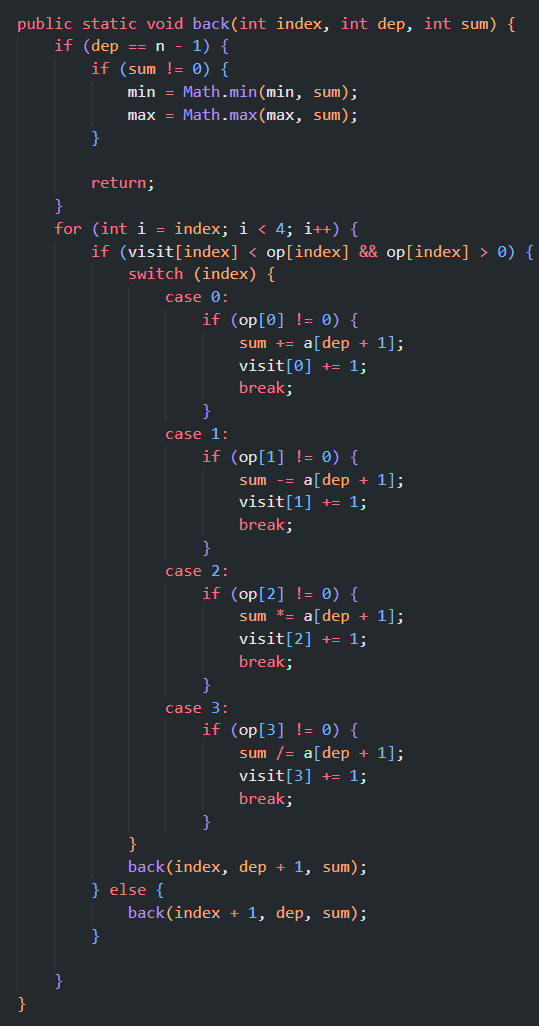 public static void back(int index, int dep, int sum) {
    if (dep == n - 1) {
        if (sum != 0) {
            min = Math.min(min, sum);
            max = Math.max(max, sum);
        }

        return;
    }
    for (int i = index; i < 4; i++) {
        if (visit[index] < op[index] && op[index] > 0) {
            switch (index) {
                case 0:
                    if (op[0] != 0) {
                        sum += a[dep + 1];
                        visit[0] += 1;
                        break;
                    }
                case 1:
                    if (op[1] != 0) {
                        sum -= a[dep + 1];
                        visit[1] += 1;
                        break;
                    }
                case 2:
                    if (op[2] != 0) {
                        sum *= a[dep + 1];
                        visit[2] += 1;
                        break;
                    }
                case 3:
                    if (op[3] != 0) {
                        sum /= a[dep + 1];
                        visit[3] += 1;
                        break;
                    }
            }
            back(index, dep + 1, sum);
        } else {
            back(index + 1, dep, sum);
        }

    }
}